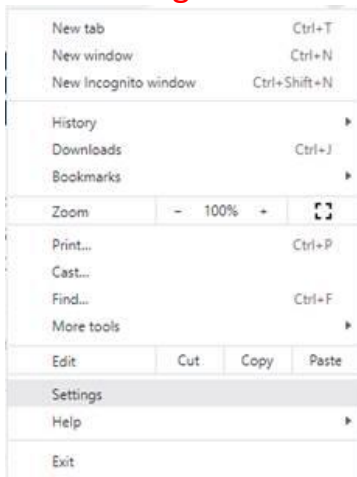 New tab Ctrl+T
New window Ctrl+N
New Incognito window Ctrl+Shift+N
History
Downloads Ctrl+J
Bookmarks
Zoom - 100% +
Print... Ctrl+P
Cast...
Find... Ctrl+F
More tools
Edit Cut Copy Paste
Settings
Help
Exit